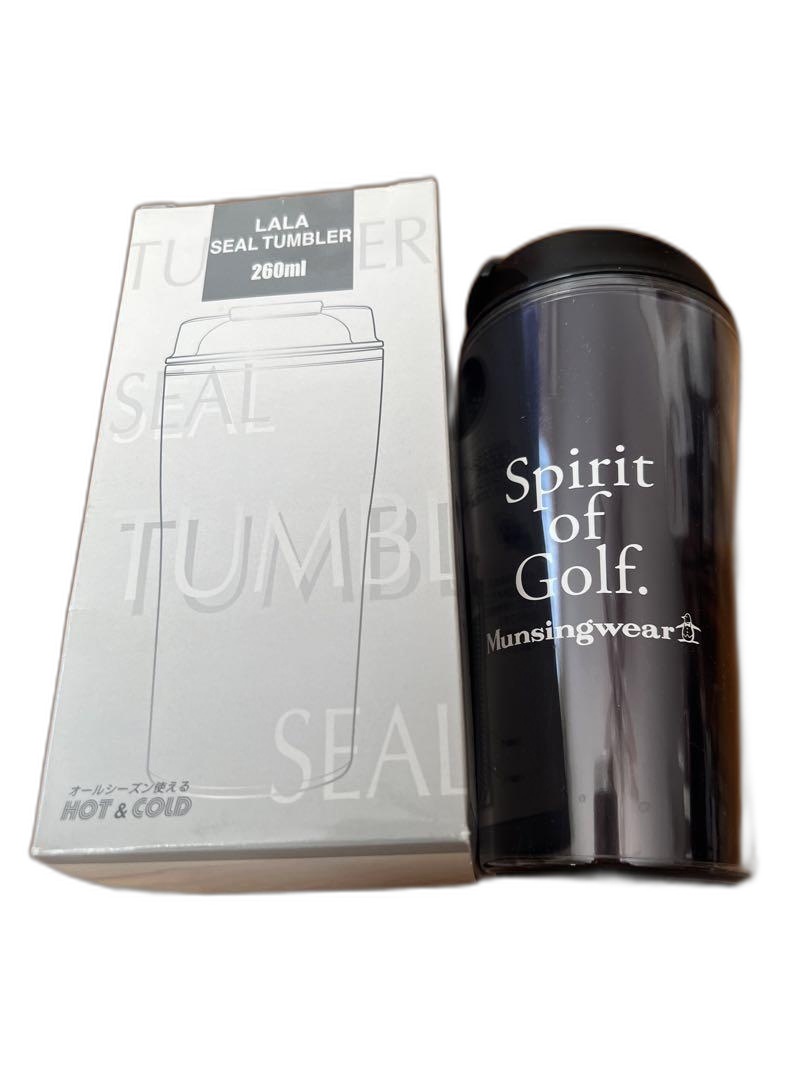 LALA
SEAL TUMBLER
260ml
TUMBLER
SEAL
TUMBL
SEAL
オールシーズン使える
HOT & COLD
Spirit
of
Golf.
Munsingwear